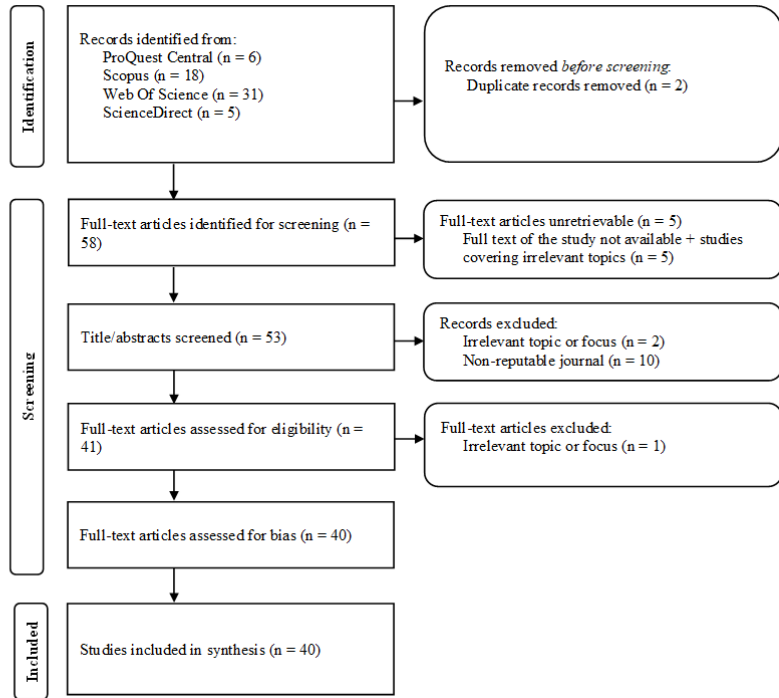 Identification
Records identified from:
ProQuest Central (n = 6)
Scopus (n = 18)
Web Of Science (n = 31)
ScienceDirect (n = 5)
Records removed before screening:
Duplicate records removed (n = 2)
Screening
Full-text articles identified for screening (n =
58)
Full-text articles unretrievable (n = 5)
Full text of the study not available + studies
covering irrelevant topics (n = 5)
Title/abstracts screened (n = 53)
Records excluded:
Irrelevant topic or focus (n = 2)
Non-reputable journal (n = 10)
Full-text articles assessed for eligibility (n =
41)
Full-text articles excluded:
Irrelevant topic or focus (n = 1)
Full-text articles assessed for bias (n = 40)
Included
Studies included in synthesis (n = 40)